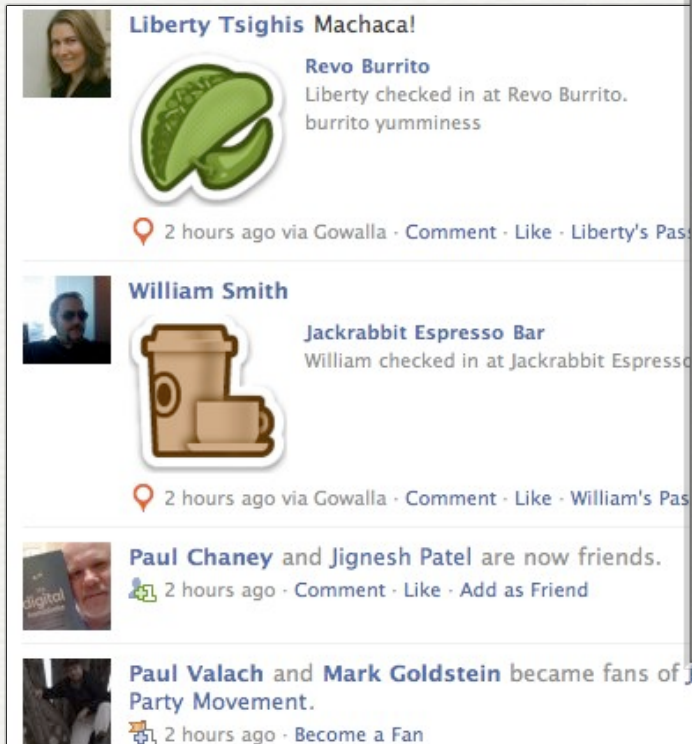 Liberty Tsighis Machaca!
Revo Burrito
Liberty checked in at Revo Burrito.
burrito yumminess
2 hours ago via Gowalla · Comment · Like · Liberty's Pas
William Smith
Jackrabbit Espresso Bar
William checked in at Jackrabbit Espresso
2 hours ago via Gowalla · Comment · Like · William's Pas
Paul Chaney and Jignesh Patel are now friends.
digital
2 hours ago · Comment · Like · Add as Friend
Paul Valach and Mark Goldstein became fans of
Party Movement.
2 hours ago · Become a Fan